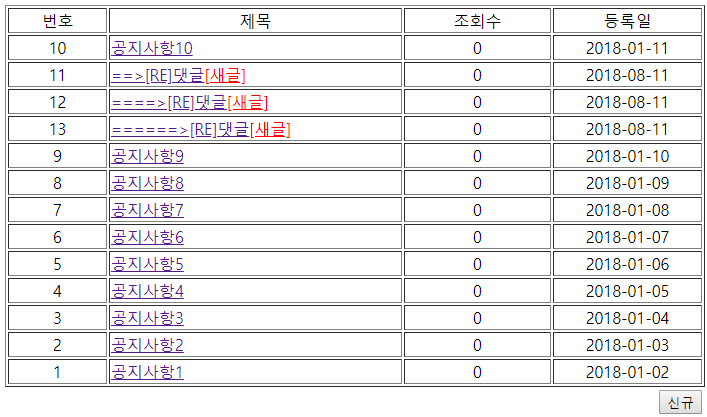 번호 제목 조회수 등록일
10 공지사항10 0 2018-01-11
11 ==>[RE]댓글[새글] 0 2018-08-11
12 ====>[RE]댓글[새글] 0 2018-08-11
13 ======>[RE]댓글[새글] 0 2018-08-11
9 공지사항9 0 2018-01-10
8 공지사항8 0 2018-01-09
7 공지사항7 0 2018-01-08
6 공지사항6 0 2018-01-07
5 공지사항5 0 2018-01-06
4 공지사항4 0 2018-01-05
3 공지사항3 0 2018-01-04
2 공지사항2 0 2018-01-03
1 공지사항1 0 2018-01-02
신규